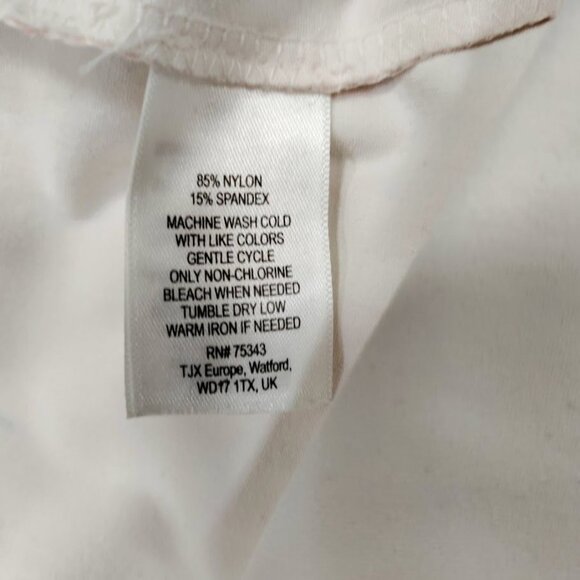 85% NYLON
15% SPANDEX
MACHINE WASH COLD
WITH LIKE COLORS
GENTLE CYCLE
ONLY NON-CHLORINE
BLEACH WHEN NEEDED
TUMBLE DRY LOW
WARM IRON IF NEEDED
RN# 75343
TJX Europe, Watford,
WD17 1TX, UK